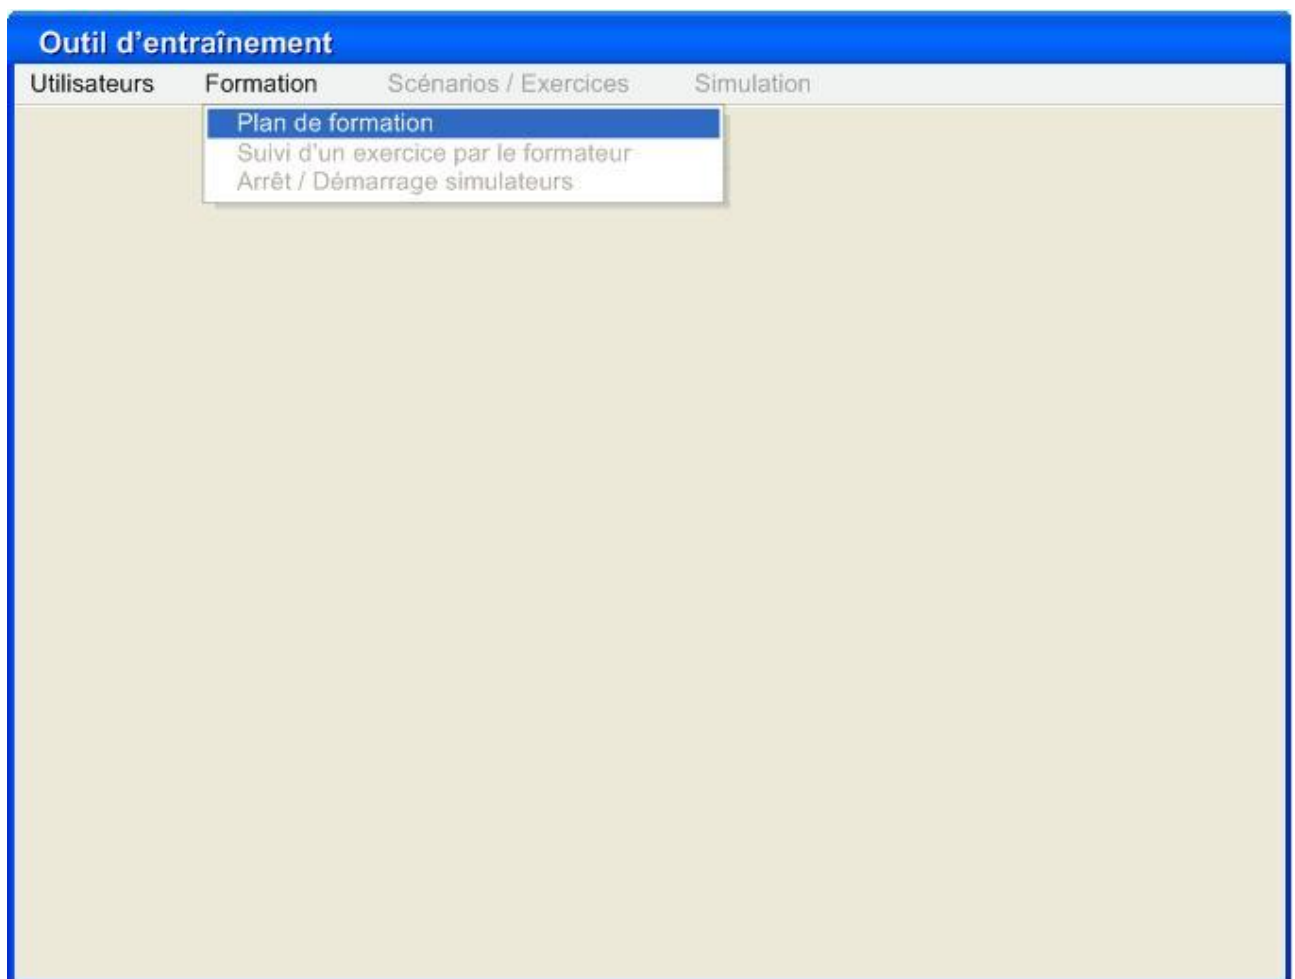 Outil d’entraînement
Utilisateurs Formation Scénarios / Exercices Simulation
Plan de formation
Suivi d’un exercice par le formateur
Arrêt / Démarrage simulateurs